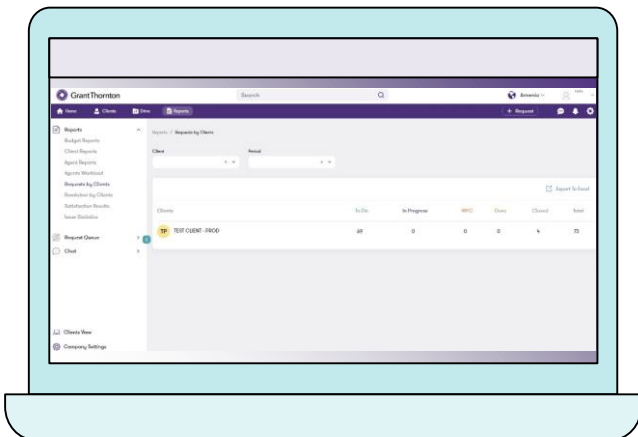 Grant Thornton
Search
Armenia
Home Clients Drive Reports
+ Request
Reports
Budget Reports
Client Reports
Agent Reports
Agents Workload
Requests by Clients
Resolution by Clients
Satisfaction Results
Issue Statistics
Request Queue
Chat
Clients View
Company Settings
Reports / Requests by Clients
Client Period
Export To Excel
Clients To Do In Progress Done Closed Total
TP TEST CLIENT - PROD 69 0 0 0 4 73